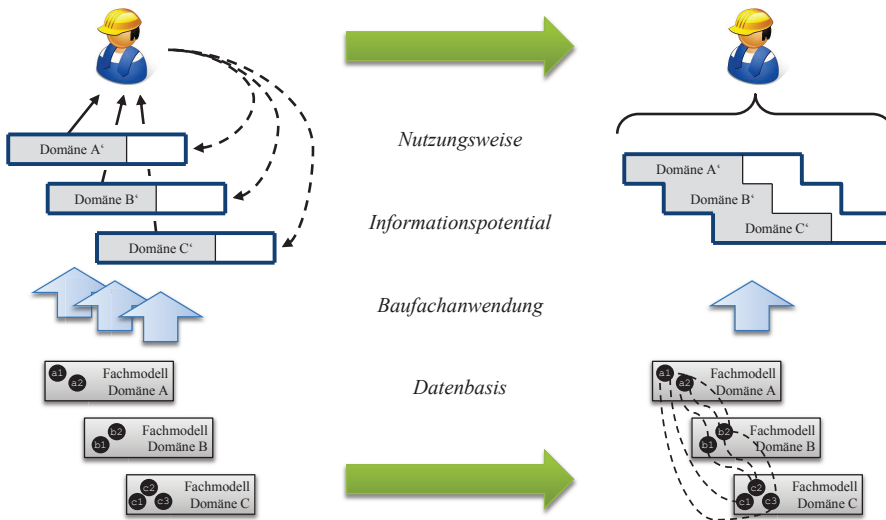 Domäne A‘
Domäne B‘
Domäne C‘
a1
a2
Fachmodell
Domäne A
b2
b1
Fachmodell
Domäne B
c2
c1
c3
Fachmodell
Domäne C
Nutzungsweise
Informationspotential
Baufachanwendung
Datenbasis
Domäne A‘
Domäne B‘
Domäne C‘
a1
a2
Fachmodell
Domäne A
b2
b1
Fachmodell
Domäne B
c2
c1
c3
Fachmodell
Domäne C